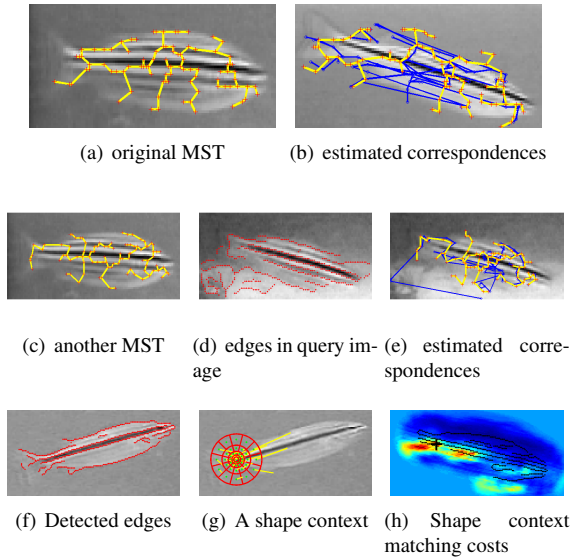 (a) original MST
(b) estimated correspondences
(c) another MST
(d) edges in query im-
age
(e) estimated corre-
spondences
(f) Detected edges
(g) A shape context
(h) Shape context
matching costs